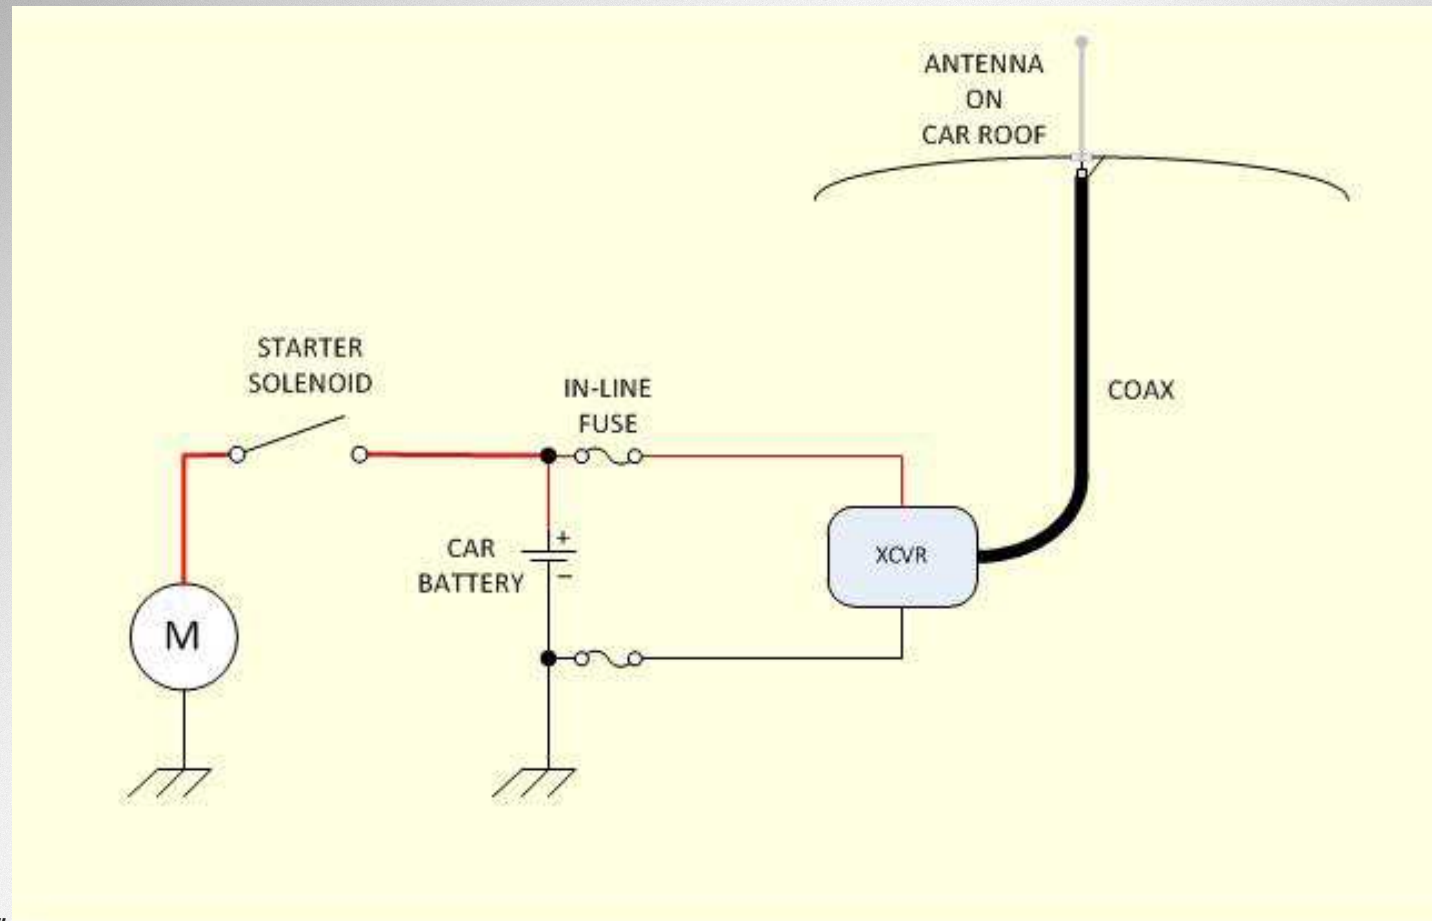 ANTENNA
ON
CAR ROOF
STARTER
SOLENOID
IN-LINE
FUSE
COAX
CAR
BATTERY
+
−
XCVR
M